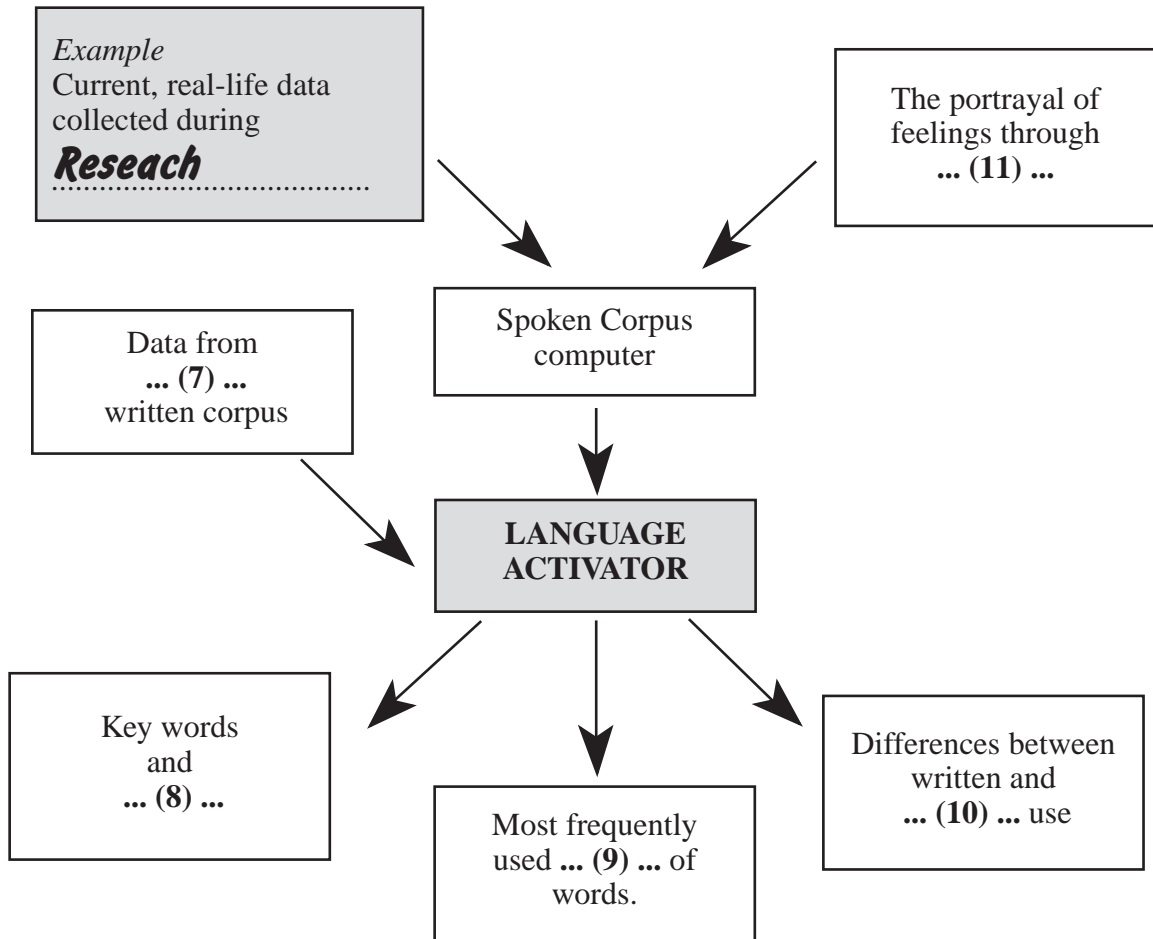 Example
Current, real-life data
collected during
Reseach
....................................
The portrayal of
feelings through
... (11) ...
Spoken Corpus
computer
Data from
... (7) ...
written corpus
LANGUAGE
ACTIVATOR
Key words
and
... (8) ...
Most frequently
used ... (9) ... of
words.
Differences between
written and
... (10) ... use